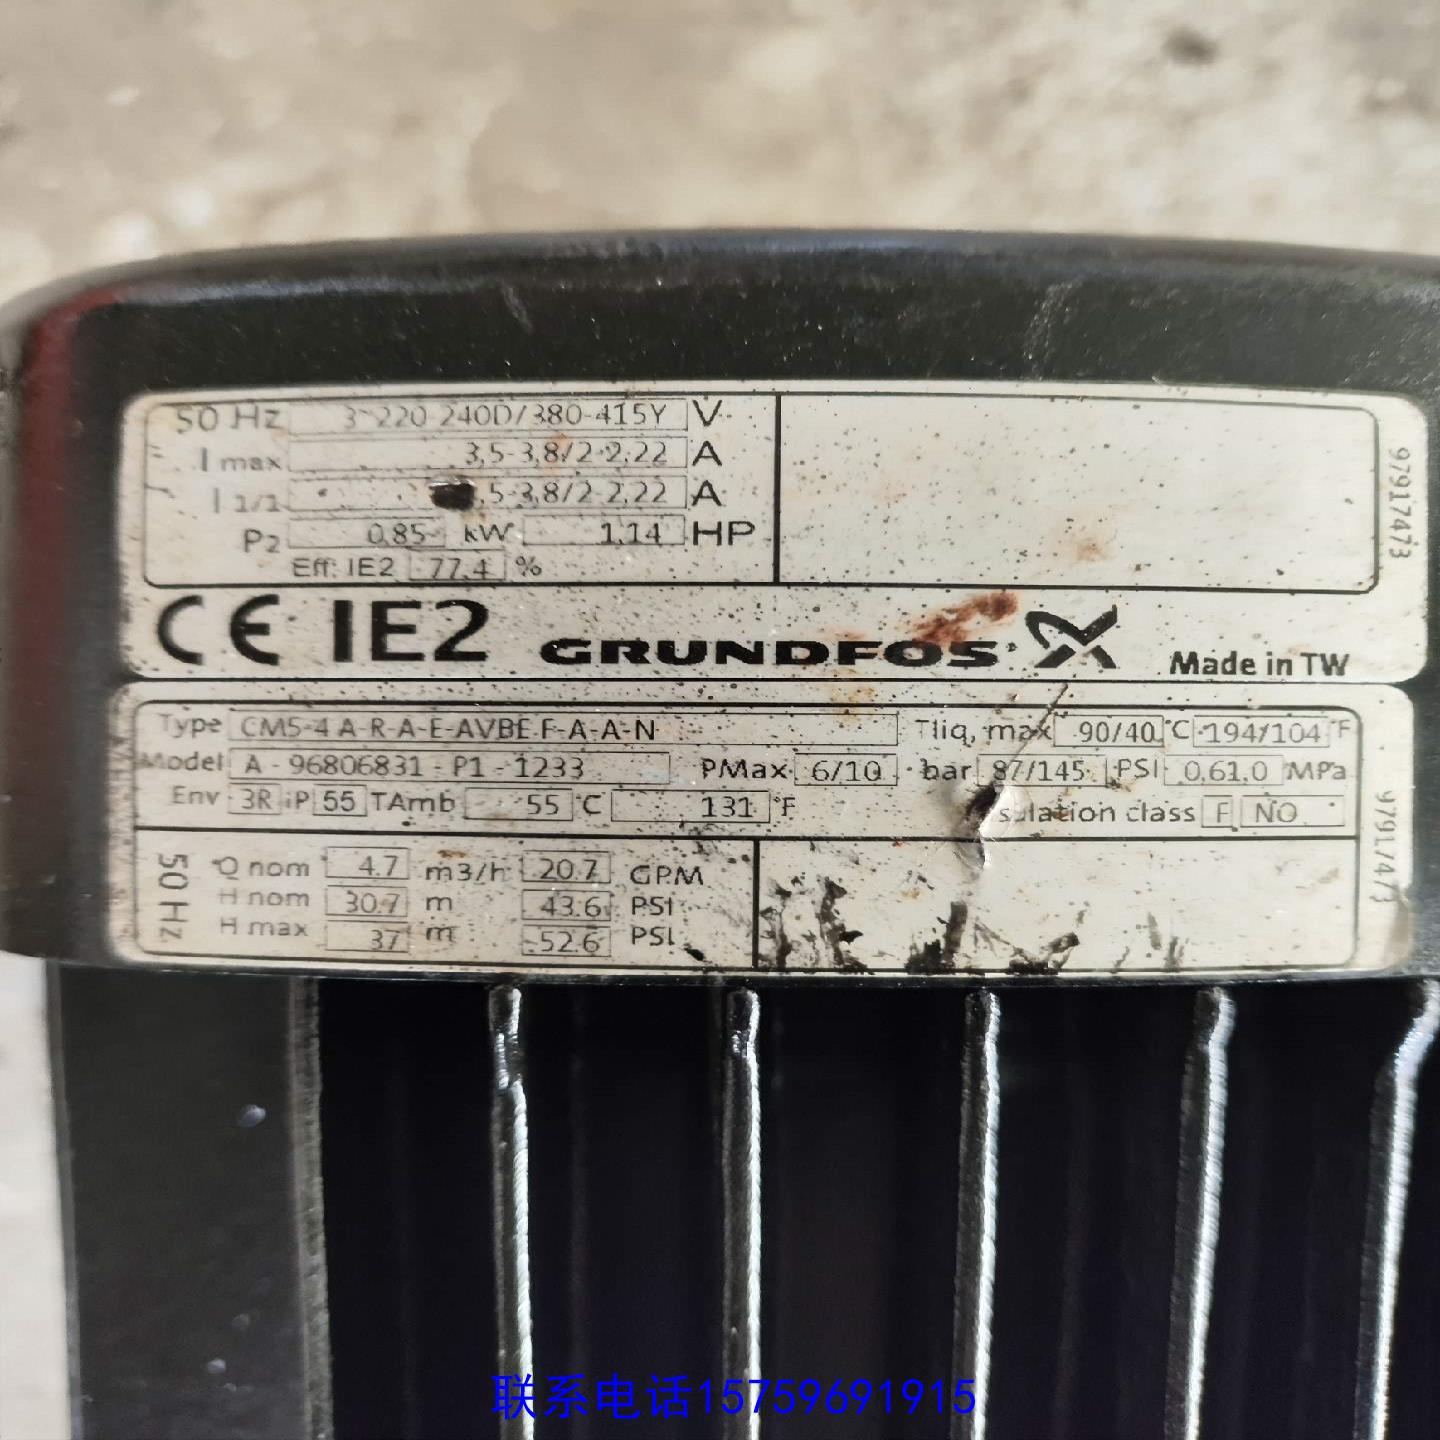 50 Hz 3~220-240D/380-415Y V
I max 3,5-3,8/2-2,22 A
I 1/1 ,5-3,8/2-2,22 A
P2 0,85 kW 1,14 HP
Eff. IE2 77.4 %
97917473
CE IE2 GRUNDFOS Made in TW
Type CM5-4 A-R-A-E-AVBE F-A-A-N Tliq. max 90/40 °C 194/104 °F
Model A - 96806831 - P1 - 1233 PMax 6/10 bar 87/145 PSI 0,61,0 MPa
Env 3R IP 55 TAmb 55 °C 131 °F sulation class F NO
97917473
50 Hz
Q nom 4.7 m3/h 20.7 GPM
H nom 30.7 m 43.6 PSI
H max 37 m 52.6 PSI
联系电话15759691915